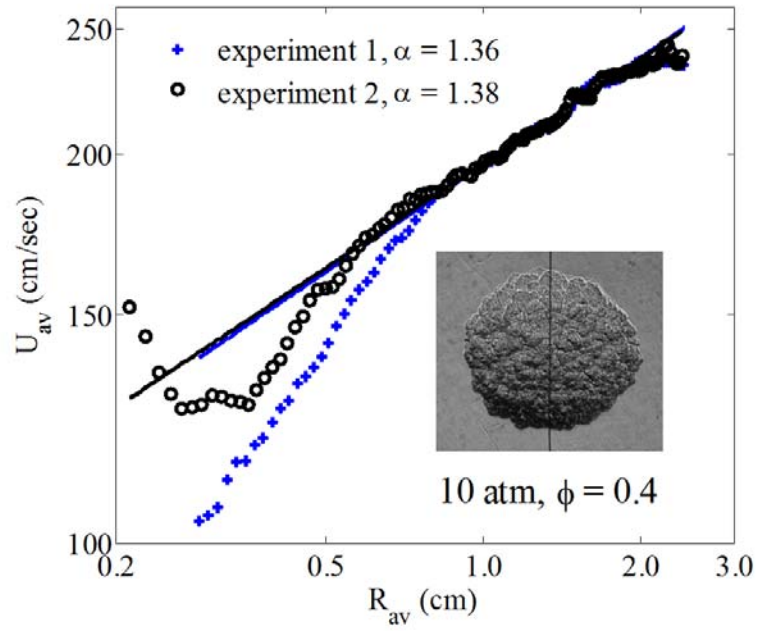 250
experiment 1, α = 1.36
experiment 2, α = 1.38
200
U_av (cm/sec)
150
10 atm, ϕ = 0.4
100
0.2 0.5 1.0 2.0 3.0
R_av (cm)